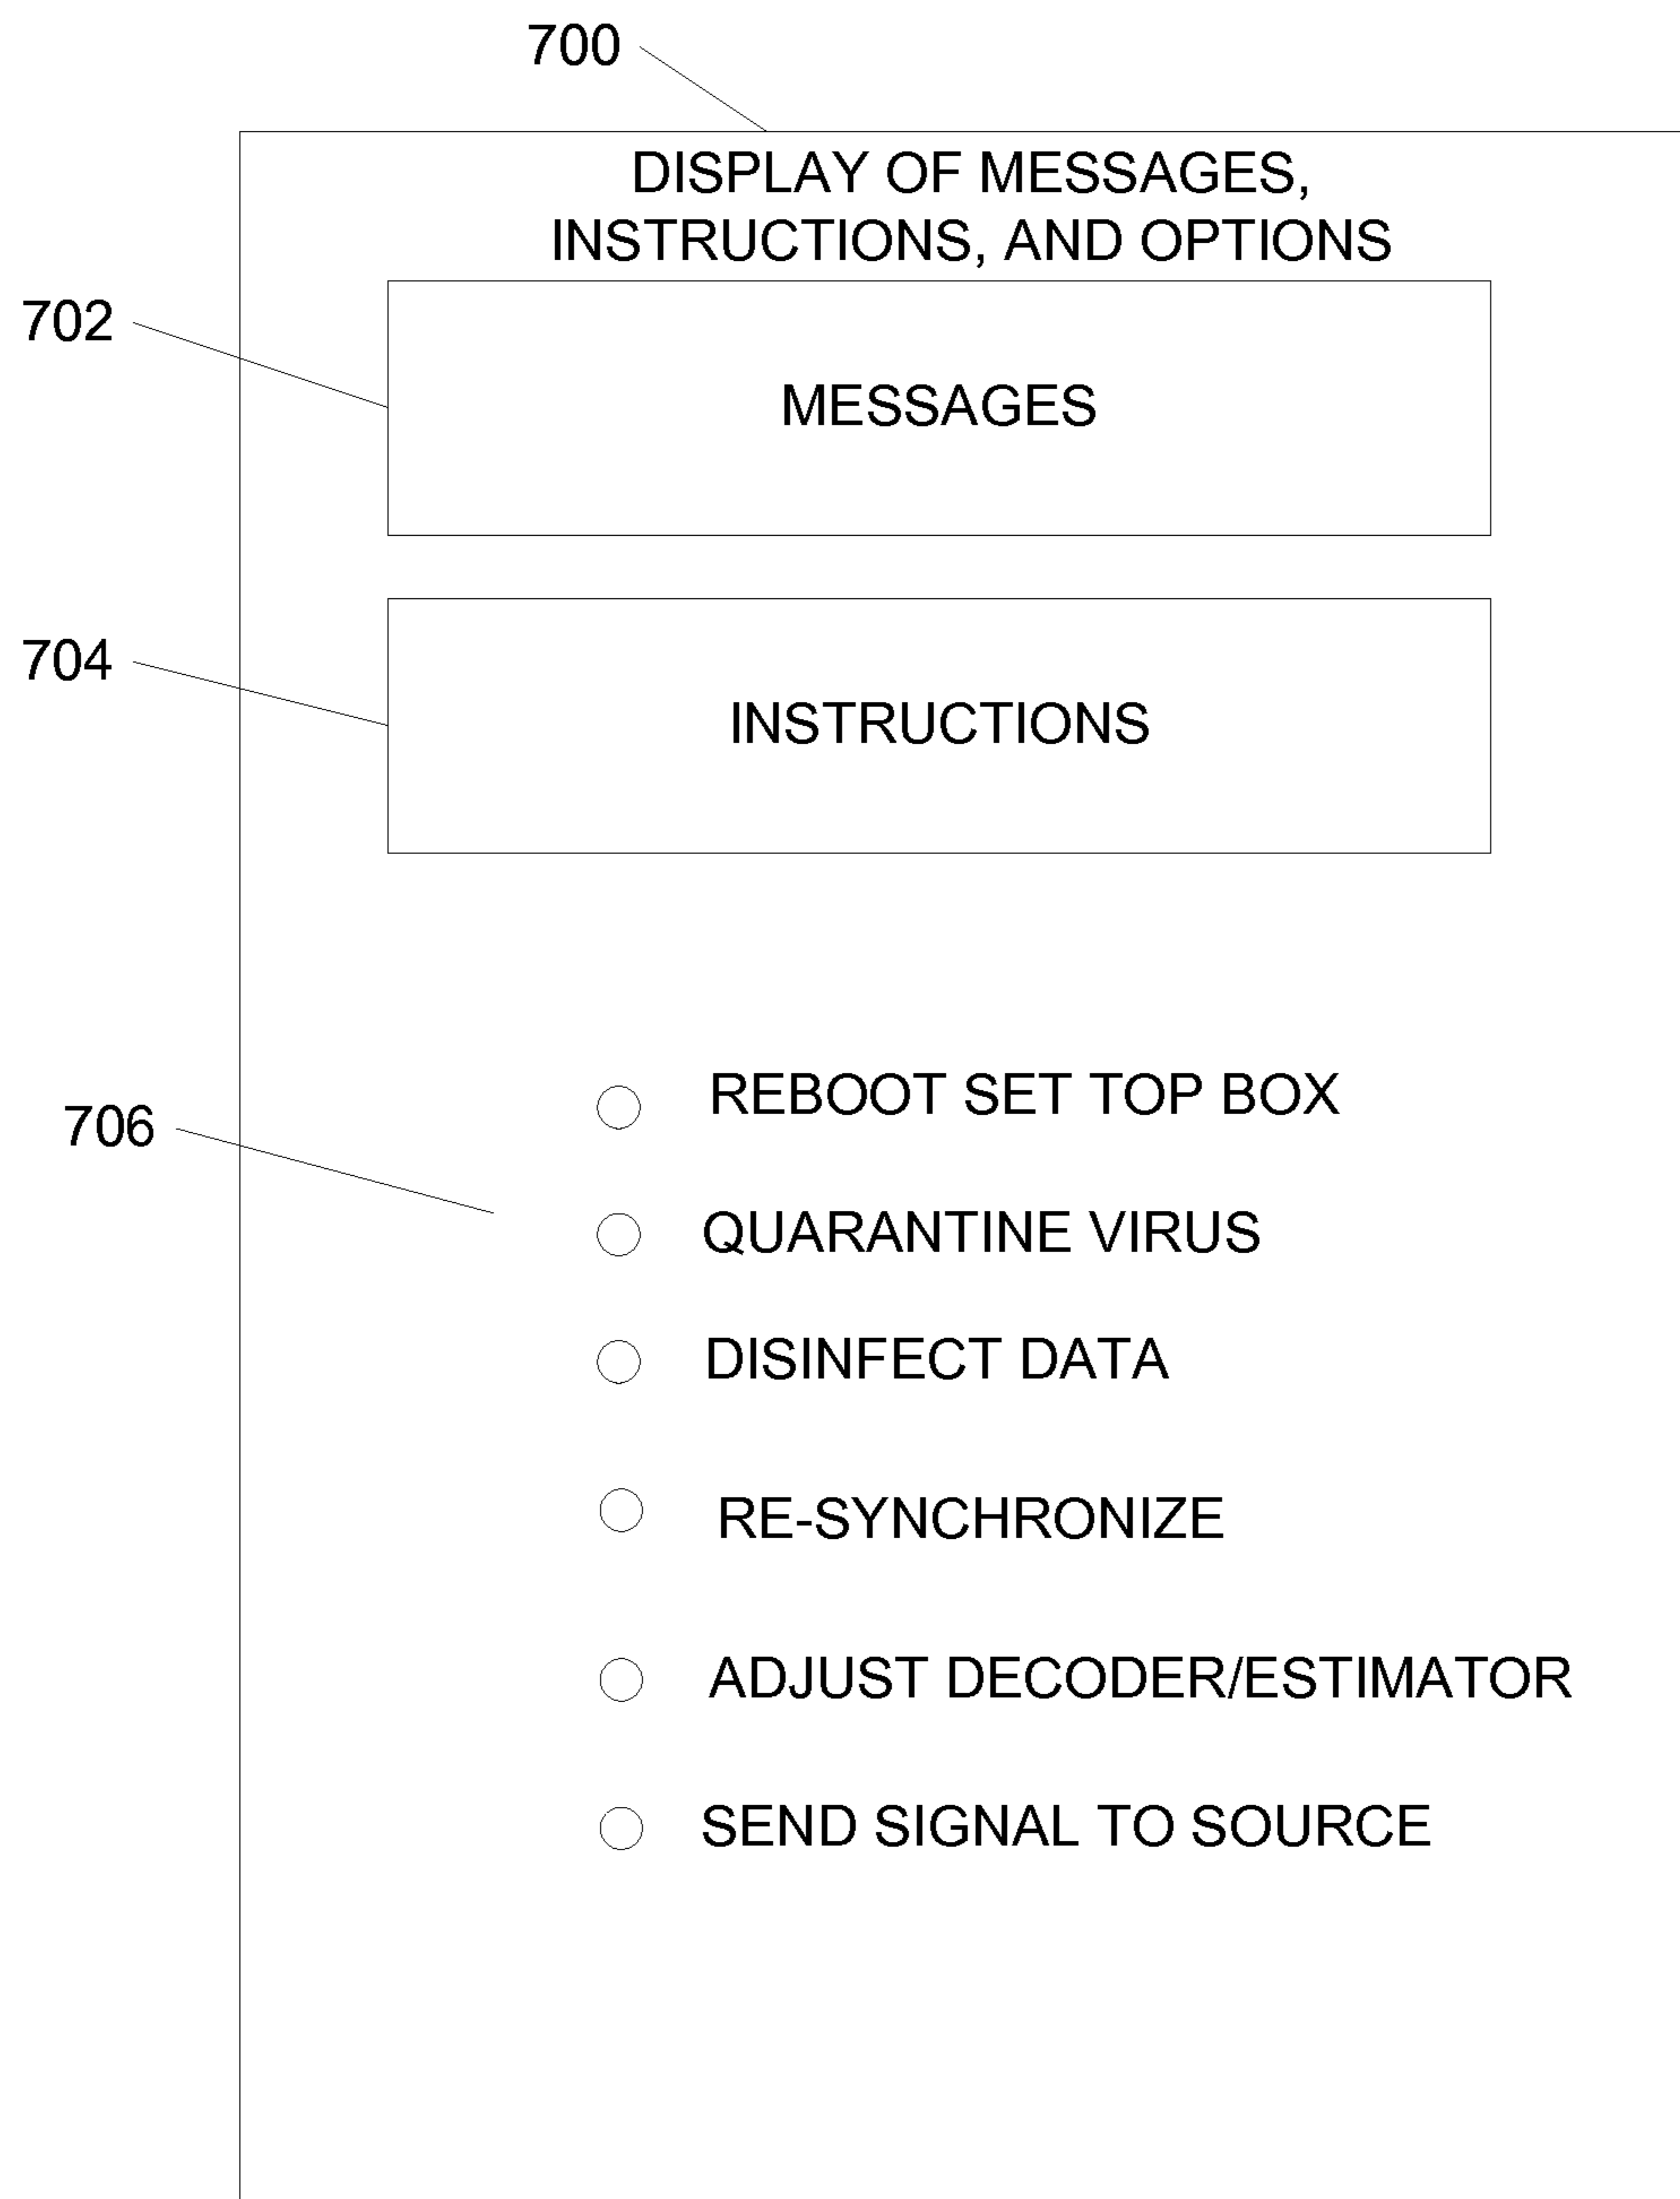 700
DISPLAY OF MESSAGES,
INSTRUCTIONS, AND OPTIONS
702
MESSAGES
704
INSTRUCTIONS
REBOOT SET TOP BOX
706
QUARANTINE VIRUS
DISINFECT DATA
RE-SYNCHRONIZE
ADJUST DECODER/ESTIMATOR
SEND SIGNAL TO SOURCE